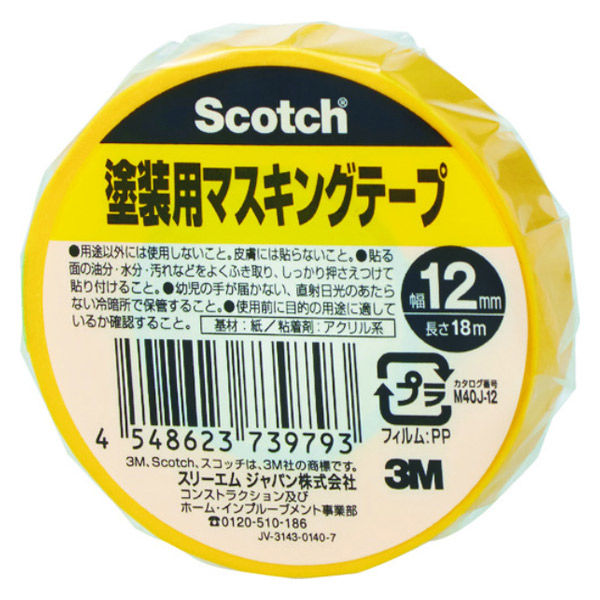 Scotch®
塗装用マスキングテープ
●用途以外には使用しないこと。皮膚には貼らないこと。●貼る
面の油分・水分・汚れなどをよくふき取り、しっかり押さえつけて
貼り付けること。●幼児の手が届かない、直射日光のあたら
ない冷暗所で保管すること。●使用前に目的の用途に適して
いるか確認すること。
基材:紙/粘着剤:アクリル系
幅12mm
長さ18m
プラ
カタログ番号
M40J-12
フィルム:PP
4 548623 739793
3M、Scotch、スコッチは、3M社の商標です。
スリーエム ジャパン株式会社
コンストラクション及び
ホーム・インプルーブメント事業部
☎0120-510-186
JV-3143-0140-7
3M